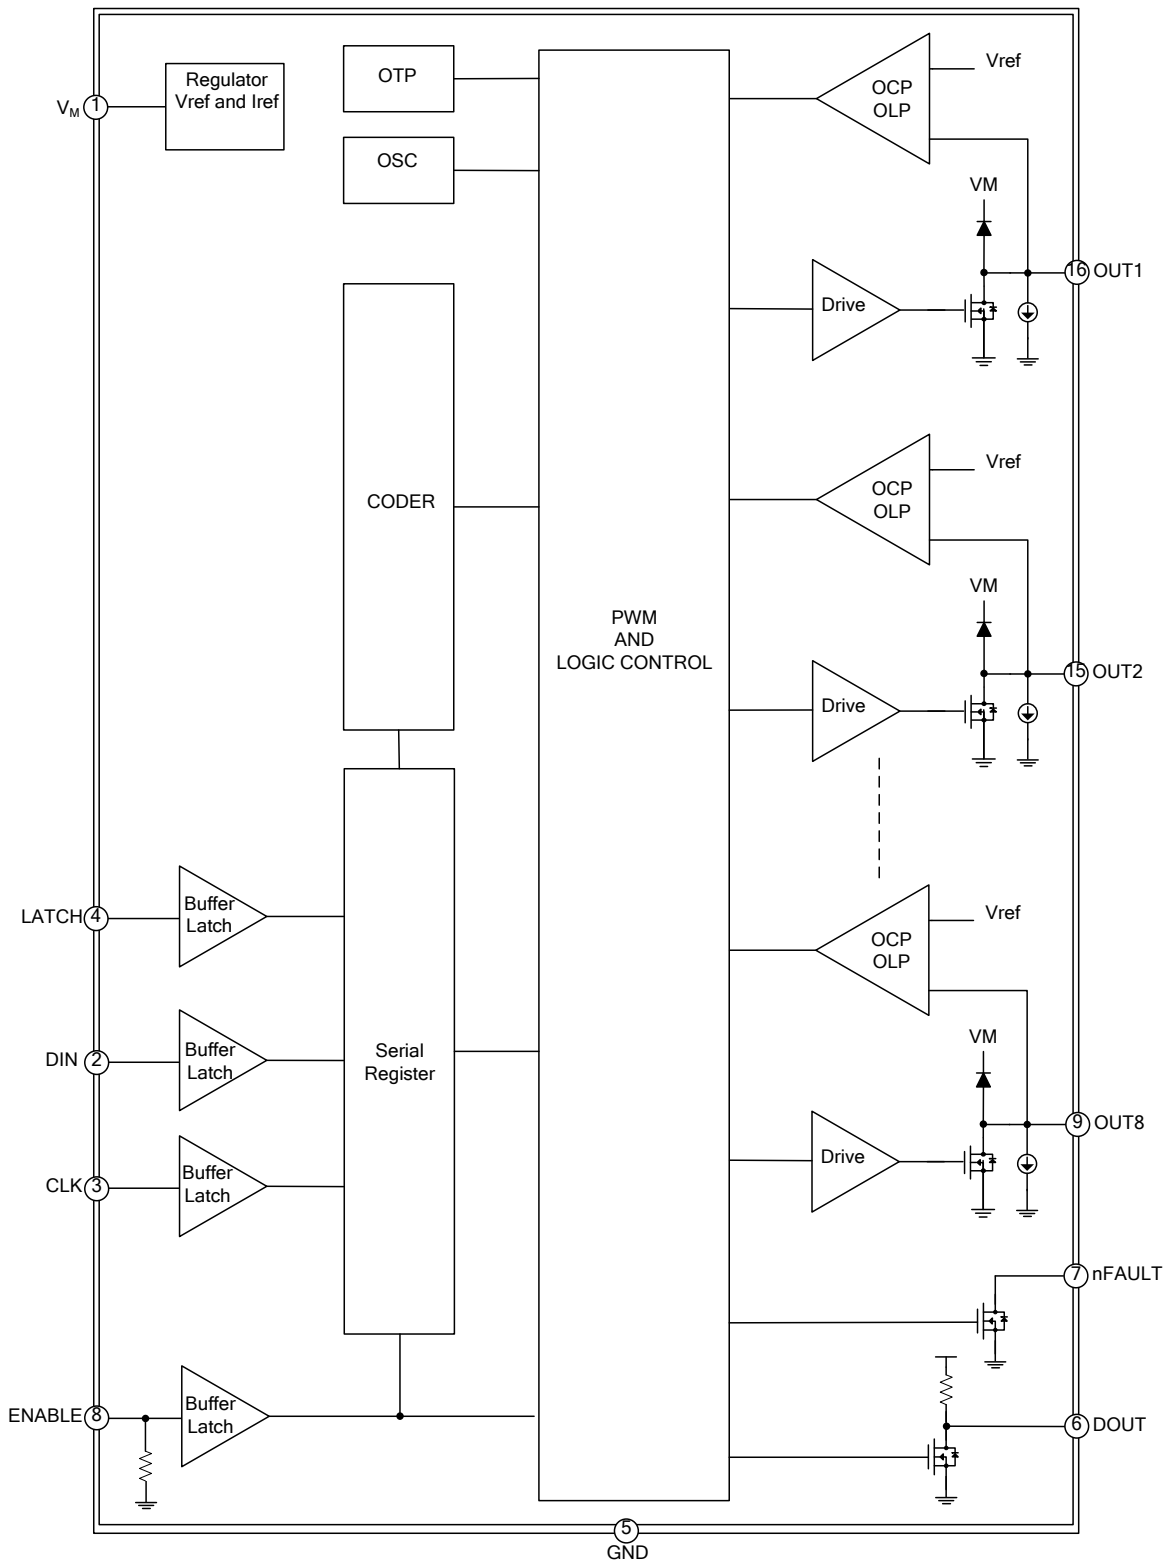 Regulator
Vref and Iref
VM
1
OTP
OSC
CODER
PWM
AND
LOGIC CONTROL
OCP
OLP
Vref
VM
Drive
16
OUT1
OCP
OLP
Vref
VM
Drive
15
OUT2
LATCH
4
Buffer
Latch
DIN
2
Buffer
Latch
CLK
3
Buffer
Latch
Serial
Register
OCP
OLP
Vref
VM
Drive
9
OUT8
7
nFAULT
ENABLE
8
Buffer
Latch
6
DOUT
5
GND